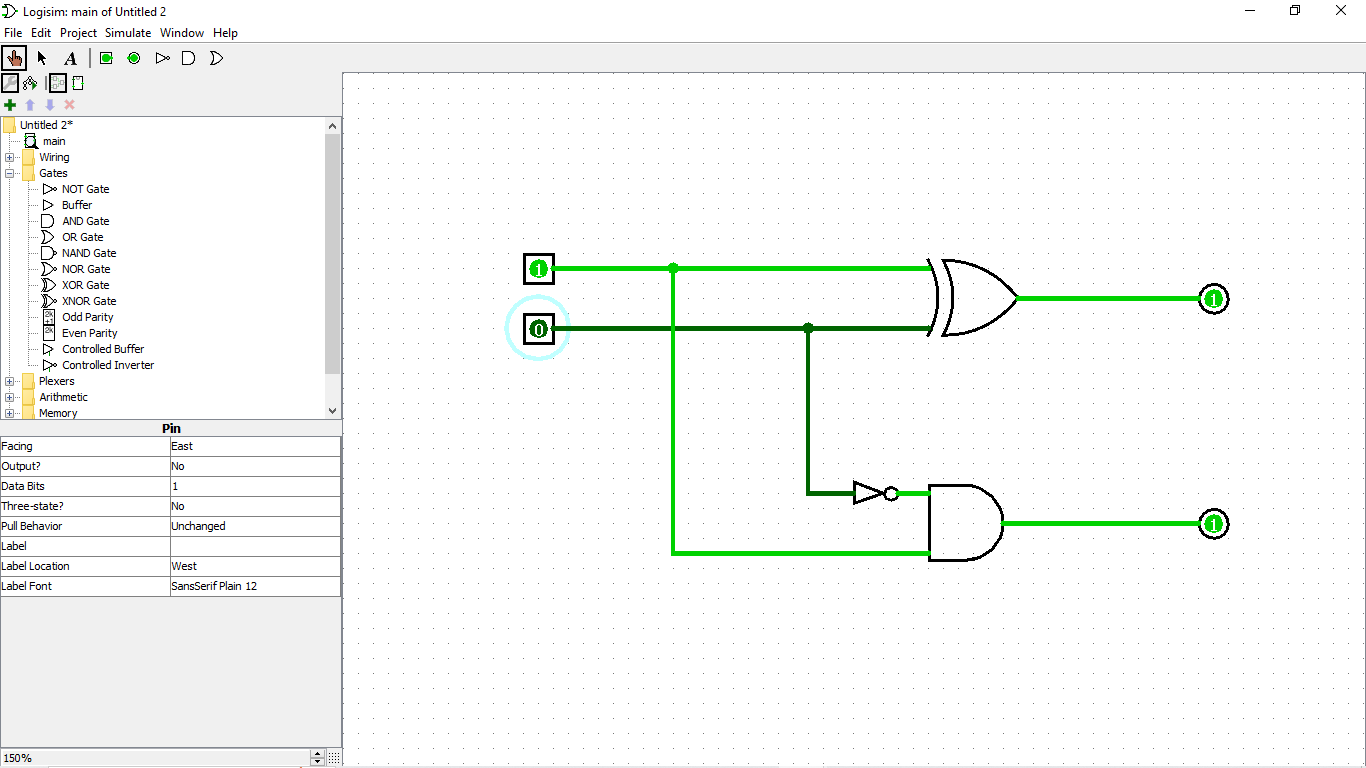 Logisim: main of Untitled 2
File Edit Project Simulate Window Help
A
Untitled 2*
main
Wiring
Gates
NOT Gate
Buffer
AND Gate
OR Gate
NAND Gate
NOR Gate
XOR Gate
XNOR Gate
Odd Parity
Even Parity
Controlled Buffer
Controlled Inverter
Plexers
Arithmetic
Memory
Pin
Facing East
Output? No
Data Bits 1
Three-state? No
Pull Behavior Unchanged
Label
Label Location West
Label Font SansSerif Plain 12
150%
1
0
1
1